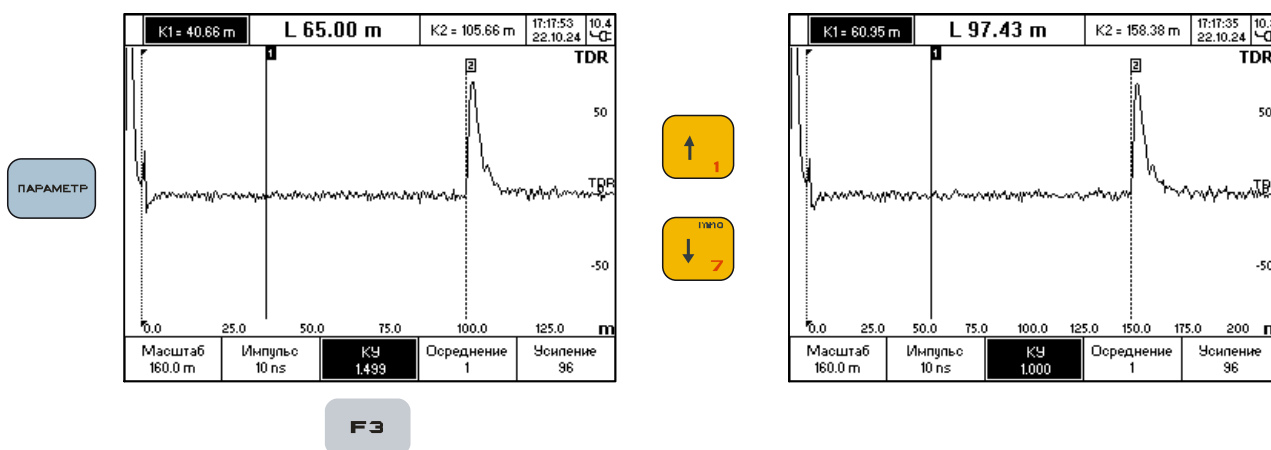 ПАРАМЕТР
K1 = 40.66 m
L 65.00 m
K2 = 105.66 m
17:17:53
22.10.24
10.4
TDR
1
2
50
TDR
-50
0.0 25.0 50.0 75.0 100.0 125.0 m
Масштаб Импульс КУ Осреднение Усиление
160.0 m 10 ns 1.499 1 96
F3
↑ 1
mno
↓ 7
K1 = 60.95 m
L 97.43 m
K2 = 158.38 m
17:17:35
22.10.24
TDR
1
2
50
-50
0.0 25.0 50.0 75.0 100.0 125.0 150.0 175.0 200
Масштаб Импульс КУ Осреднение Усиление
160.0 m 10 ns 1.000 1 96